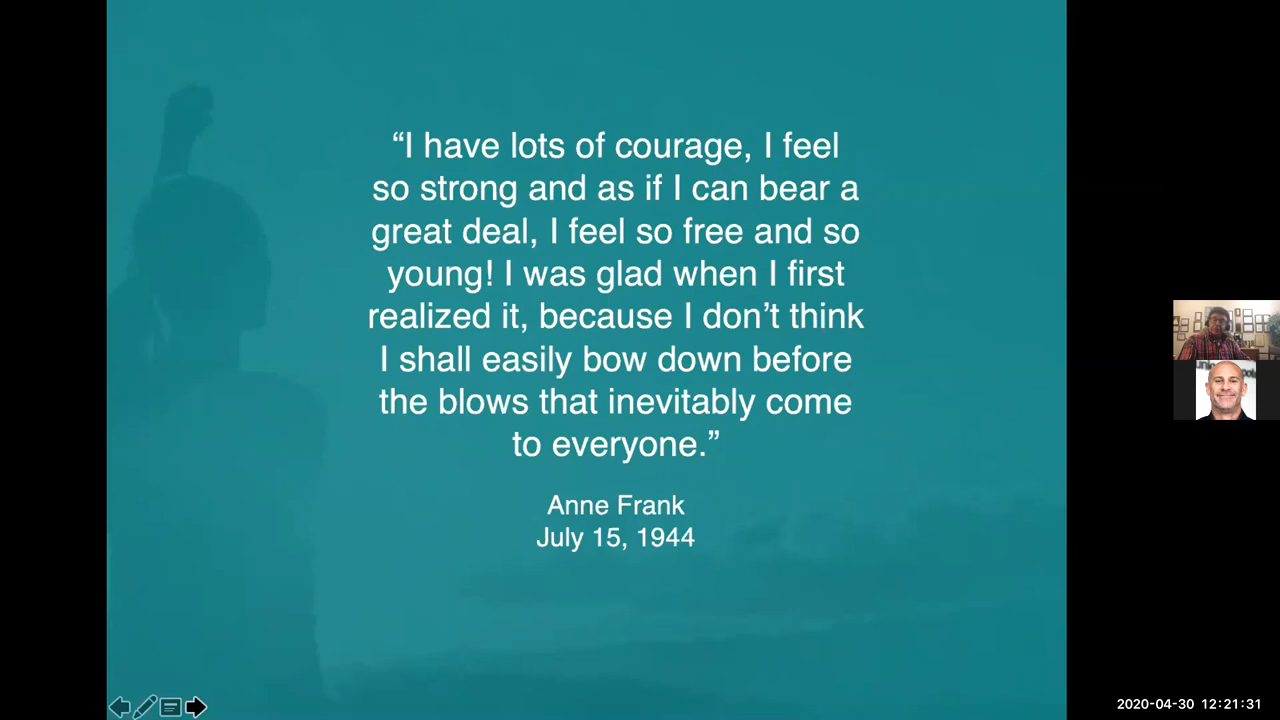 “I have lots of courage, I feel
so strong and as if I can bear a
great deal, I feel so free and so
young! I was glad when I first
realized it, because I don’t think
I shall easily bow down before
the blows that inevitably come
to everyone.”
Anne Frank
July 15, 1944
2020-04-30 12:21:31